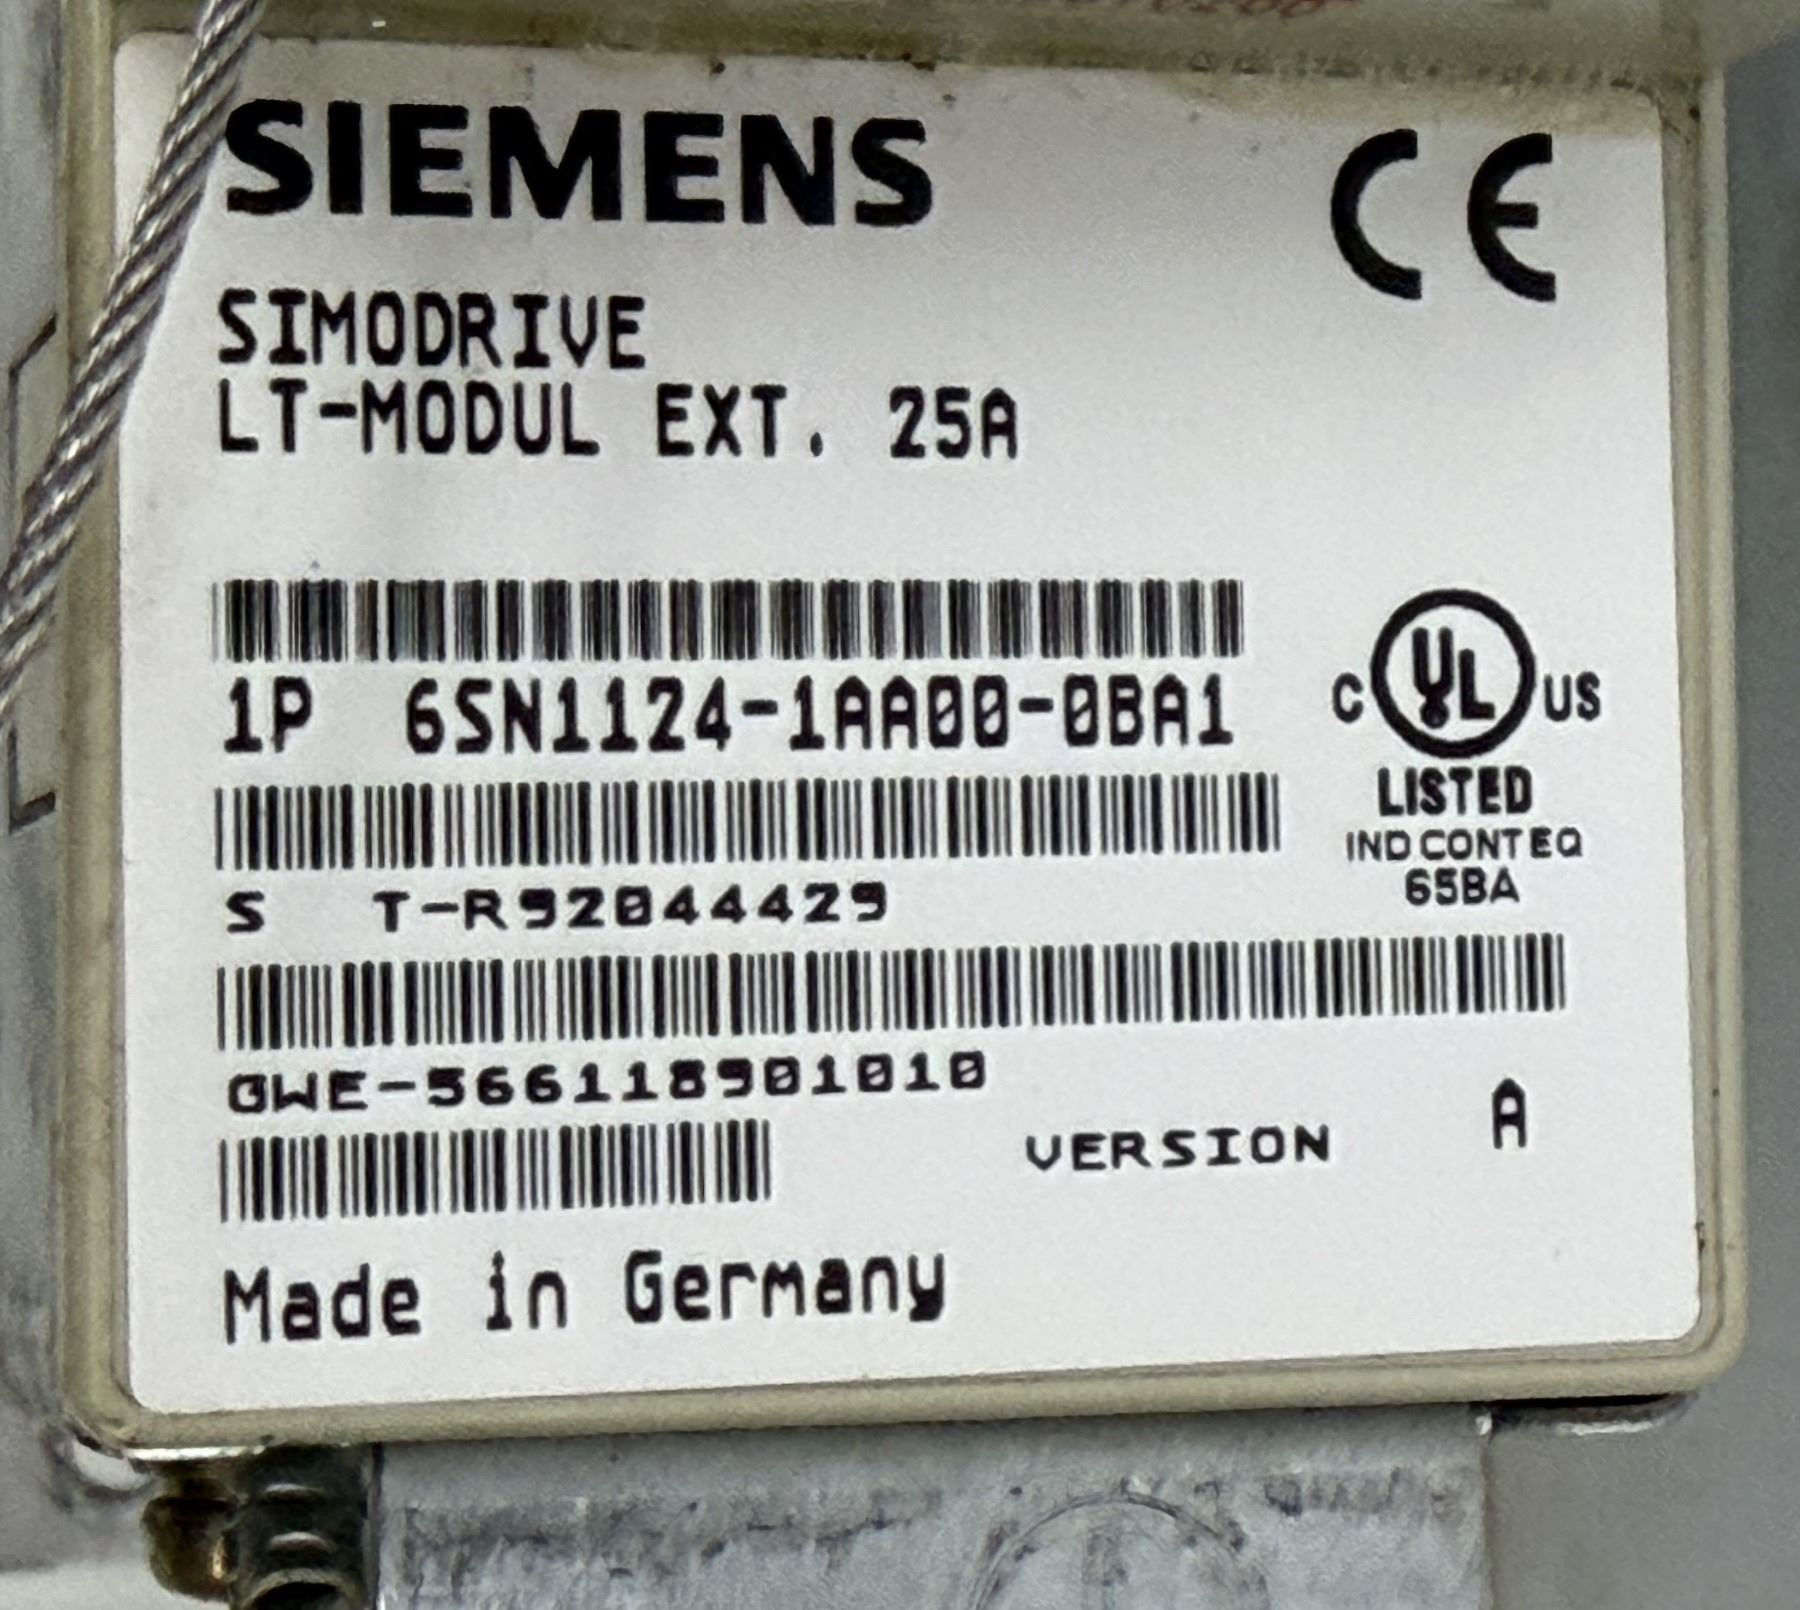 SIEMENS
CE
SIMODRIVE
LT-MODUL EXT. 25A
1P 6SN1124-1AA00-0BA1
C UL US
LISTED
IND CONT EQ
65BA
S T-R92044429
GWE-566118901010
VERSION A
Made in Germany